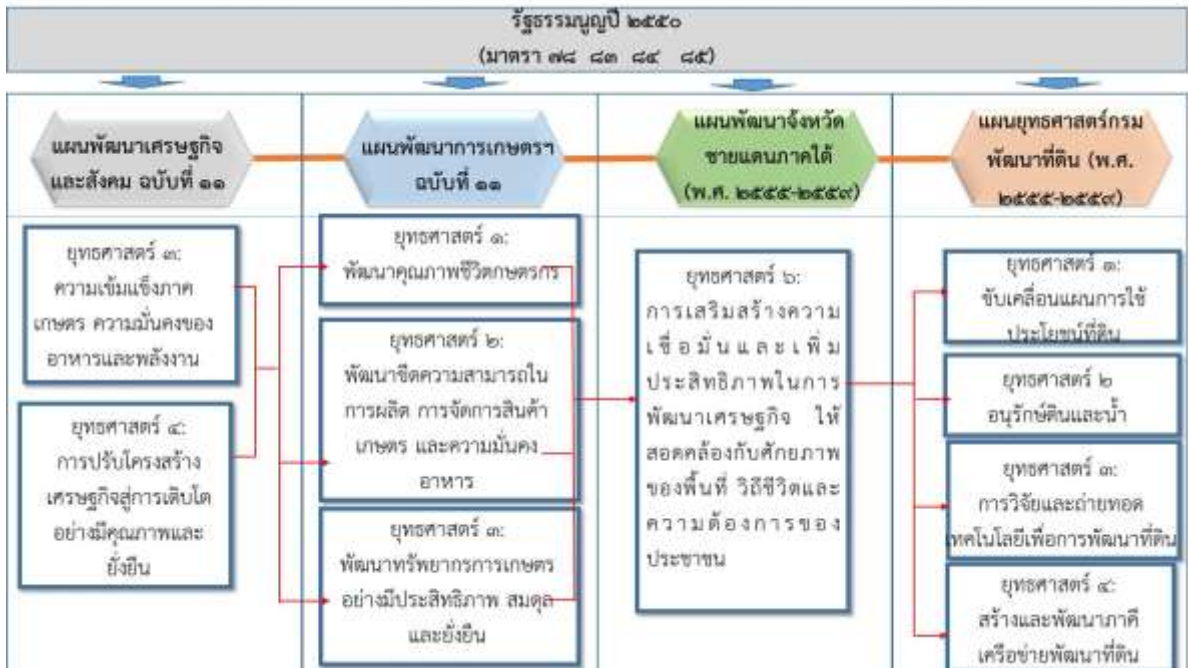 รัฐธรรมนูญปี ๒๕๕๐
(มาตรา ๗๘ ๘๓ ๘๔ ๘๕)
แผนพัฒนาเศรษฐกิจ
และสังคม ฉบับที่ ๑๑
แผนพัฒนาการเกษตรฯ
ฉบับที่ ๑๑
แผนพัฒนาจังหวัด
ชายแดนภาคใต้
(พ.ศ. ๒๕๕๕-๒๕๕๙)
แผนยุทธศาสตร์กรม
พัฒนาที่ดิน (พ.ศ.
๒๕๕๕-๒๕๕๙)
ยุทธศาสตร์ ๓:
ความเข้มแข็งภาค
เกษตร ความมั่นคงของ
อาหารและพลังงาน
ยุทธศาสตร์ ๔:
การปรับโครงสร้าง
เศรษฐกิจสู่การเติบโต
อย่างมีคุณภาพและ
ยั่งยืน
ยุทธศาสตร์ ๑:
พัฒนาคุณภาพชีวิตกษตรกร
ยุทธศาสตร์ ๒:
พัฒนาขีดความสามารถใน
การผลิต การจัดการสินค้า
เกษตร และความมั่นคง
อาหาร
ยุทธศาสตร์ ๓:
พัฒนาทรัพยากรการเกษตร
อย่างมีประสิทธิภาพ สมดุล
และยั่งยืน
ยุทธศาสตร์ ๖:
การเสริมสร้างความ
เชื่อมั่นและเพิ่ม
ประสิทธิภาพในการ
พัฒนาเศรษฐกิจ ให้
สอดคล้องกับศักยภาพ
ของพื้นที่ วิถีชีวิตและ
ความต้องการของ
ประชาชน
ยุทธศาสตร์ ๑:
ขับเคลื่อนแผนการใช้
ประโยชน์ที่ดิน
ยุทธศาสตร์ ๒
อนุรักษ์ดินและน้ำ
ยุทธศาสตร์ ๓:
การวิจัยและถ่ายทอด
เทคโนโลยีเพื่อการพัฒนาที่ดิน
ยุทธศาสตร์ ๔:
สร้างและพัฒนาภาคี
เครือข่ายพัฒนาที่ดิน